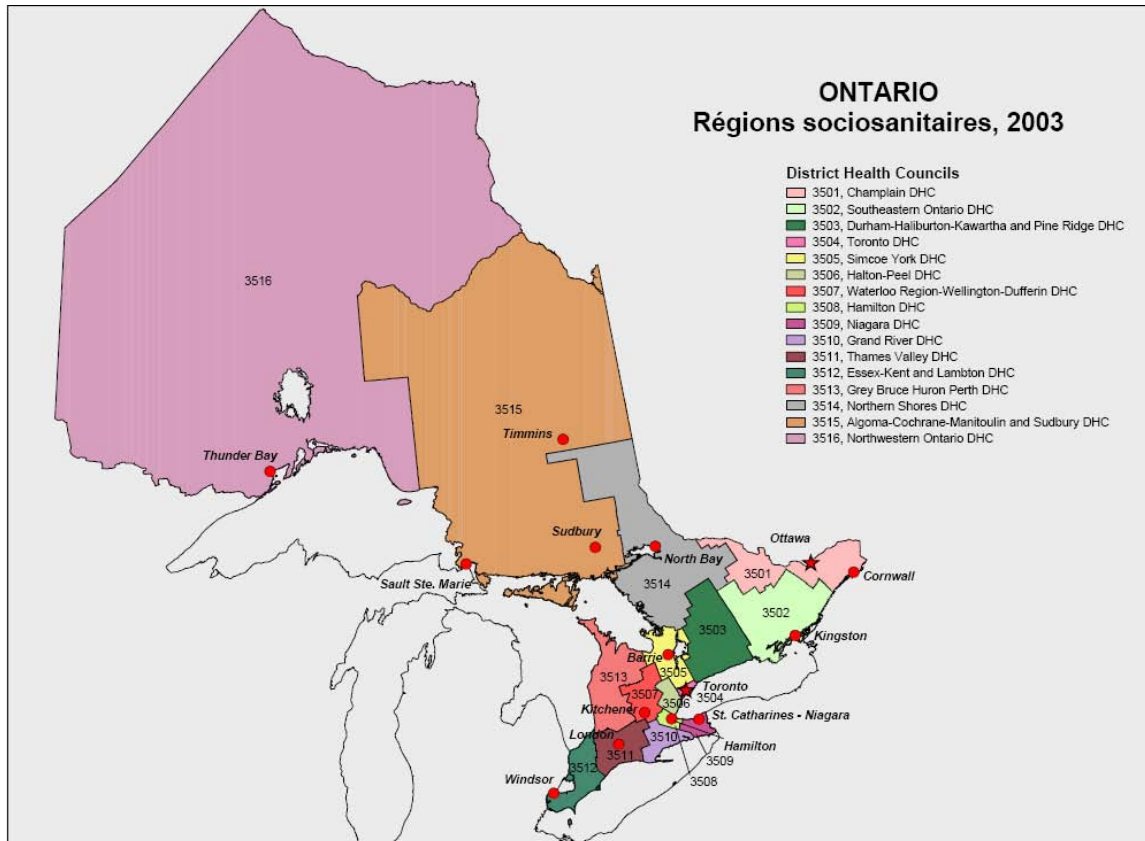 ONTARIO
Régions sociosanitaires, 2003
District Health Councils
3501, Champlain DHC
3502, Southeastern Ontario DHC
3503, Durham-Haliburton-Kawartha and Pine Ridge DHC
3504, Toronto DHC
3505, Simcoe York DHC
3506, Halton-Peel DHC
3507, Waterloo Region-Wellington-Dufferin DHC
3508, Hamilton DHC
3509, Niagara DHC
3510, Grand River DHC
3511, Thames Valley DHC
3512, Essex-Kent and Lambton DHC
3513, Grey Bruce Huron Perth DHC
3514, Northern Shores DHC
3515, Algoma-Cochrane-Manitoulin and Sudbury DHC
3516, Northwestern Ontario DHC
3516
3515
Timmins
Thunder Bay
Sudbury
Ottawa
North Bay
3501
Cornwall
Sault Ste. Marie
3514
3502
3503
Kingston
Barrie
3505
3513
Toronto
3507
3504
3506
Kitchener
St. Catharines - Niagara
London
3510
Hamilton
3511
3509
3512
3508
Windsor